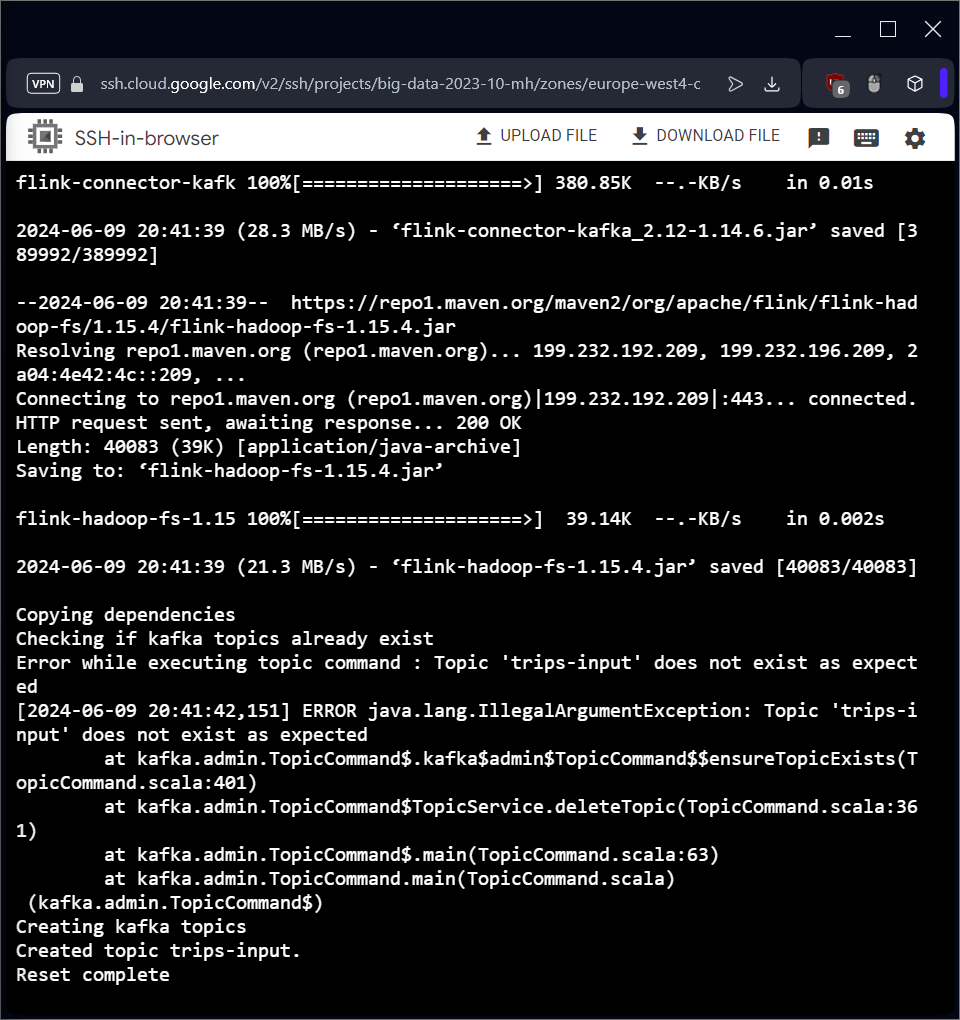 VPN ssh.cloud.google.com/v2/ssh/projects/big-data-2023-10-mh/zones/europe-west4-c 6
SSH-in-browser UPLOAD FILE DOWNLOAD FILE
flink-connector-kafk 100%[====================>] 380.85K  --.-KB/s    in 0.01s
2024-06-09 20:41:39 (28.3 MB/s) - ‘flink-connector-kafka_2.12-1.14.6.jar’ saved [3
89992/389992]
--2024-06-09 20:41:39--  https://repo1.maven.org/maven2/org/apache/flink/flink-had
oop-fs/1.15.4/flink-hadoop-fs-1.15.4.jar
Resolving repo1.maven.org (repo1.maven.org)... 199.232.192.209, 199.232.196.209, 2
a04:4e42:4c::209, ...
Connecting to repo1.maven.org (repo1.maven.org)|199.232.192.209|:443... connected.
HTTP request sent, awaiting response... 200 OK
Length: 40083 (39K) [application/java-archive]
Saving to: ‘flink-hadoop-fs-1.15.4.jar’
flink-hadoop-fs-1.15 100%[====================>]  39.14K  --.-KB/s    in 0.002s
2024-06-09 20:41:39 (21.3 MB/s) - ‘flink-hadoop-fs-1.15.4.jar’ saved [40083/40083]
Copying dependencies
Checking if kafka topics already exist
Error while executing topic command : Topic 'trips-input' does not exist as expect
ed
[2024-06-09 20:41:42,151] ERROR java.lang.IllegalArgumentException: Topic 'trips-i
nput' does not exist as expected
        at kafka.admin.TopicCommand$.kafka$admin$TopicCommand$$ensureTopicExists(T
opicCommand.scala:401)
        at kafka.admin.TopicCommand$TopicService.deleteTopic(TopicCommand.scala:36
1)
        at kafka.admin.TopicCommand$.main(TopicCommand.scala:63)
        at kafka.admin.TopicCommand.main(TopicCommand.scala)
 (kafka.admin.TopicCommand$)
Creating kafka topics
Created topic trips-input.
Reset complete